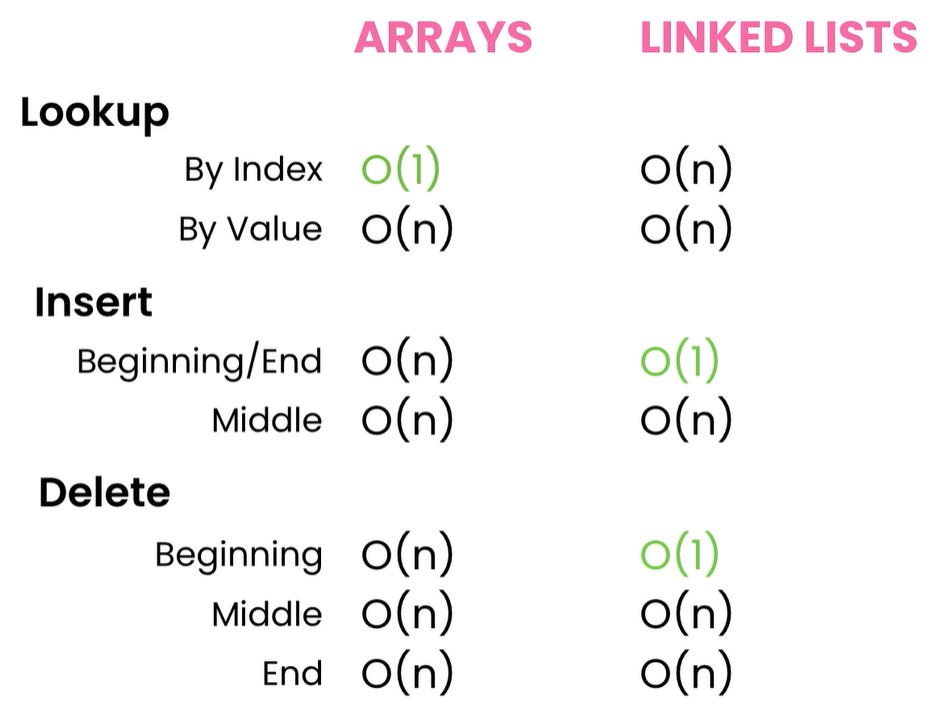 ARRAYS LINKED LISTS
Lookup
By Index O(1) O(n)
By Value O(n) O(n)
Insert
Beginning/End O(n) O(1)
Middle O(n) O(n)
Delete
Beginning O(n) O(1)
Middle O(n) O(n)
End O(n) O(n)